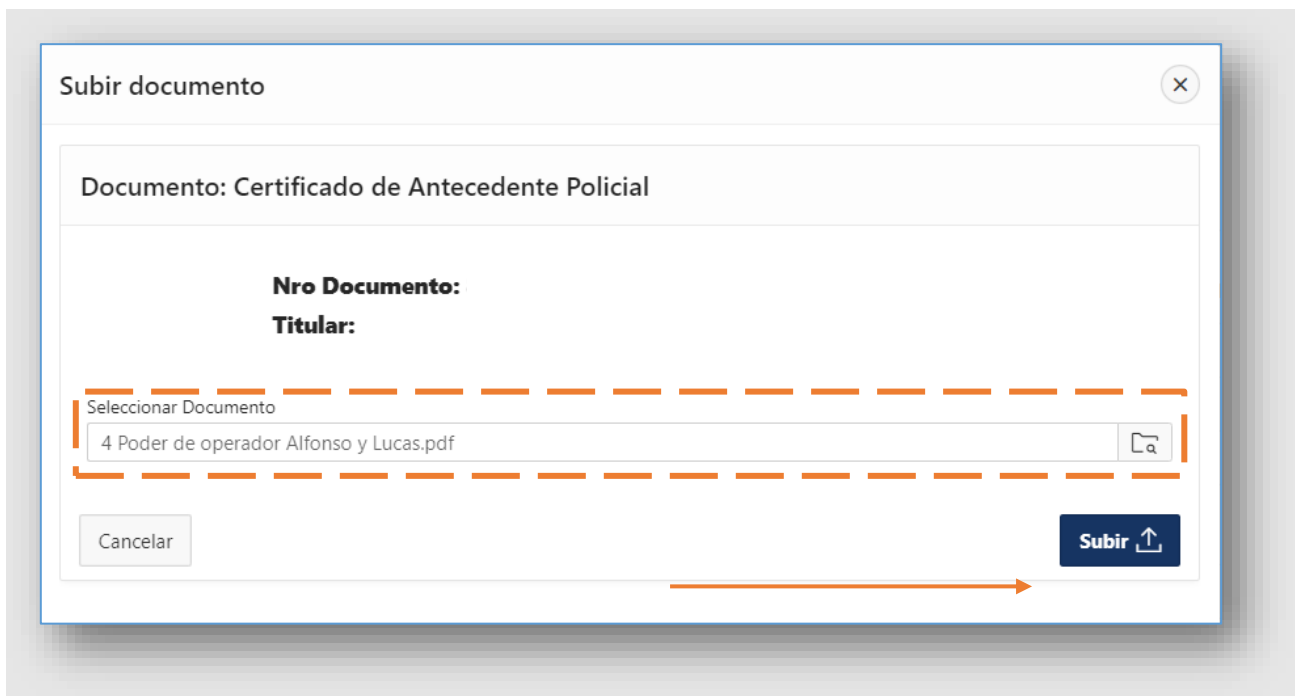 Subir documento
Documento: Certificado de Antecedente Policial
Nro Documento:
Titular:
Seleccionar Documento
4 Poder de operador Alfonso y Lucas.pdf
Cancelar
Subir